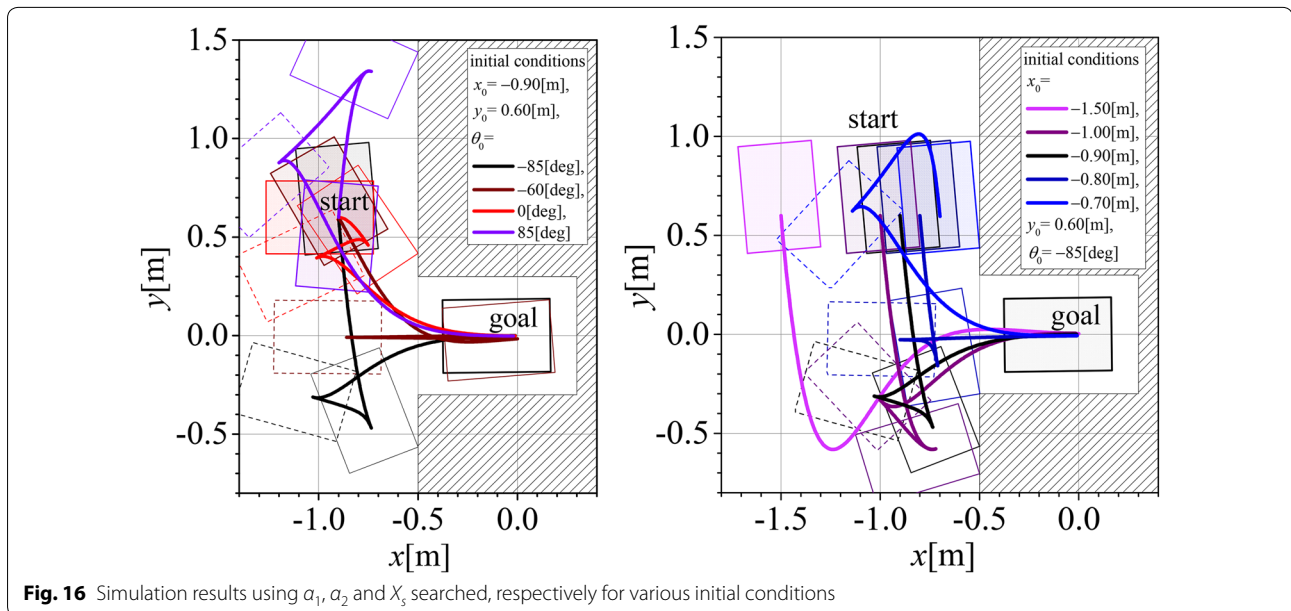 1.5
1.0
0.5
0.0
-0.5
y[m]
-1.0
-0.5
0.0
x[m]
start
goal
initial conditions
x₀= −0.90[m],
y₀= 0.60[m],
θ₀=
−85[deg],
−60[deg],
0[deg],
85[deg]
1.5
1.0
0.5
0.0
-0.5
y[m]
-1.5
-1.0
-0.5
0.0
x[m]
start
goal
initial conditions
x₀=
−1.50[m]
−1.00[m],
−0.90[m],
−0.80[m],
−0.70[m],
y₀= 0.60[m],
θ₀= −85[deg]
Fig. 16 Simulation results using α₁, α₂ and Xₛ searched, respectively for various initial conditions